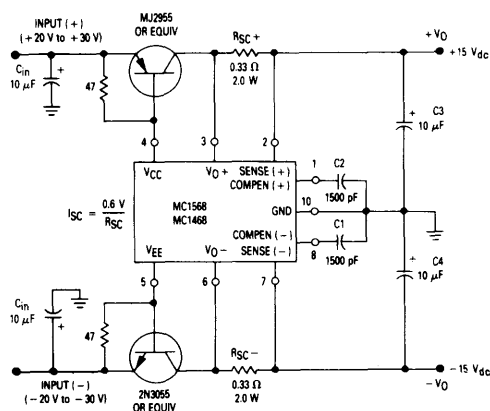 MJ2955
OR EQUIV
INPUT (+)
(+20 V to +30 V)
RSC+
0.33 Ω
2.0 W
+VO
+15 Vdc
Cin
10 μF
+
47
4
3
2
+
C3
10 μF
VCC
VO+
SENSE (+)
COMPEN (+)
1
C2
1500 pF
ISC = 0.6 V
RSC
MC1568
MC1468
GND
10
COMPEN (−)
SENSE (−)
C1
8
1500 pF
VEE
VO−
5
6
7
+
C4
10 μF
Cin
10 μF
+
47
RSC−
0.33 Ω
2.0 W
INPUT (−)
(−20 V to −30 V)
2N3055
OR EQUIV
−15 Vdc
−VO